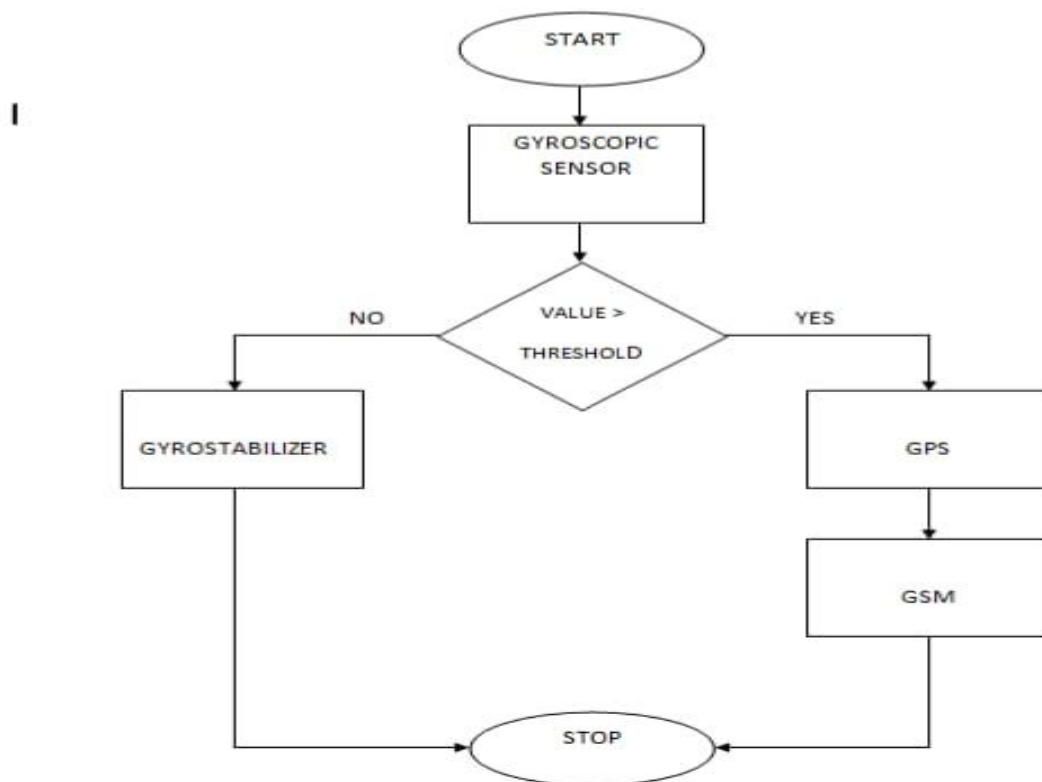 START
I
GYROSCOPIC
SENSOR
NO
VALUE >
YES
THRESHOLD
GYROSTABILIZER
GPS
GSM
STOP